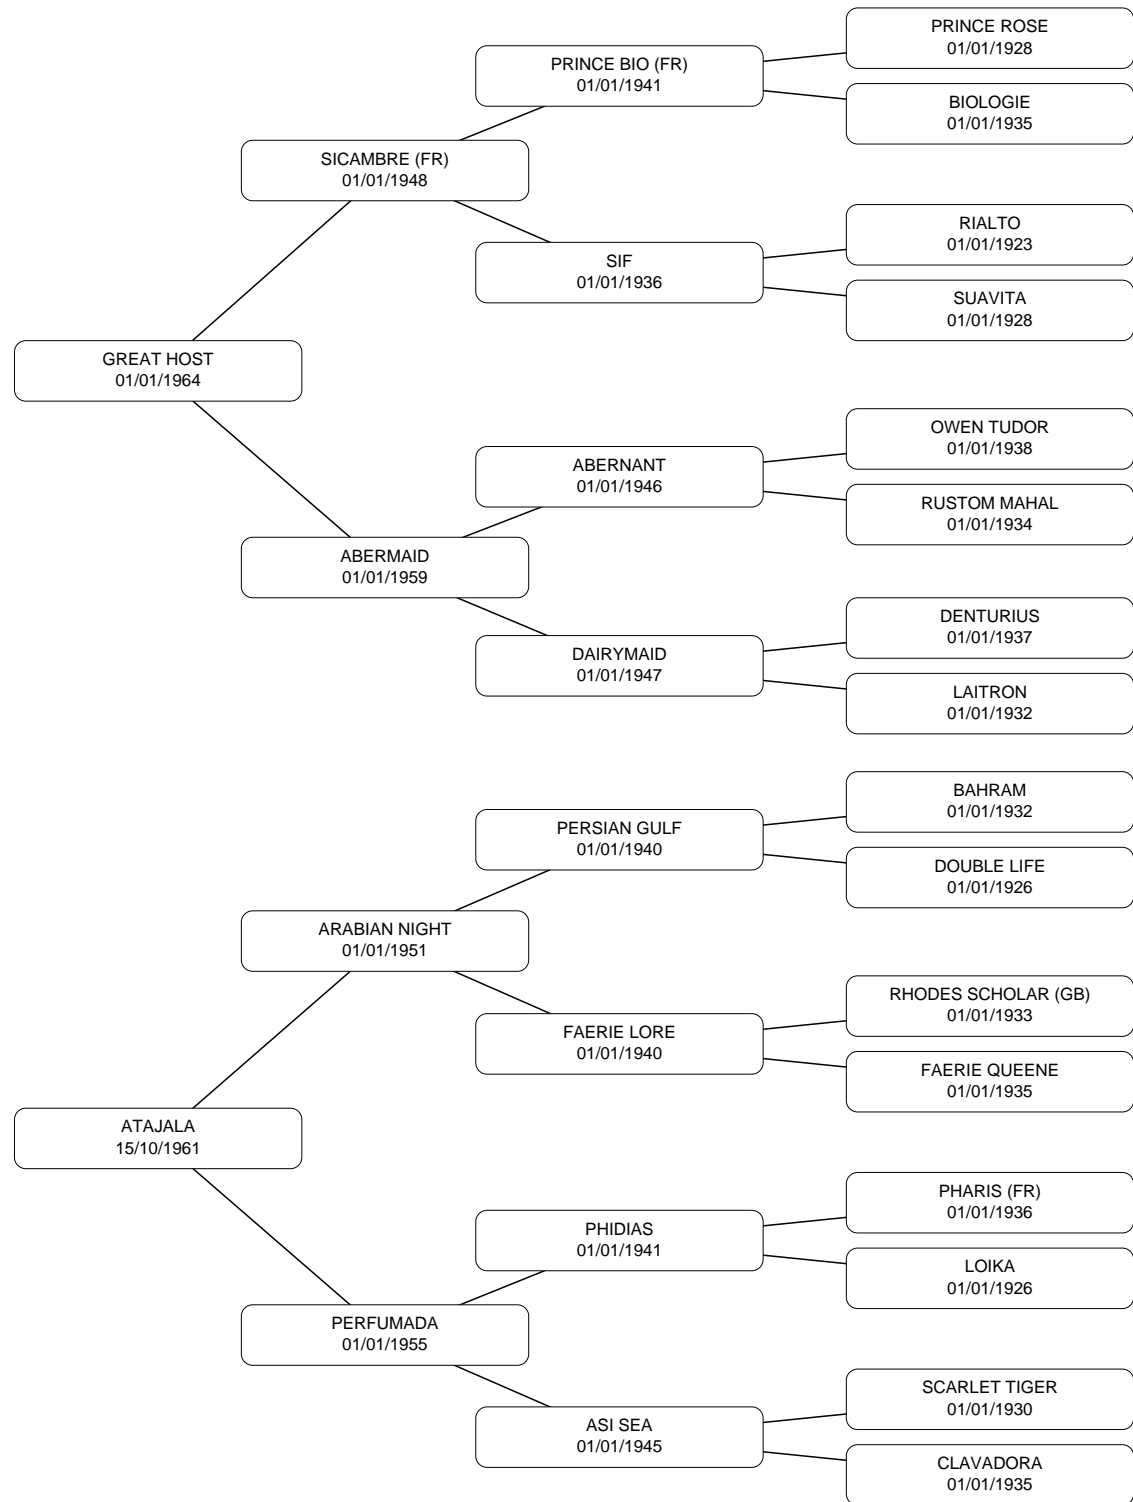 PRINCE ROSE
01/01/1928
PRINCE BIO (FR)
01/01/1941
BIOLOGIE
01/01/1935
SICAMBRE (FR)
01/01/1948
RIALTO
01/01/1923
SIF
01/01/1936
SUAVITA
01/01/1928
GREAT HOST
01/01/1964
OWEN TUDOR
01/01/1938
ABERNANT
01/01/1946
RUSTOM MAHAL
01/01/1934
ABERMAID
01/01/1959
DENTURIUS
01/01/1937
DAIRYMAID
01/01/1947
LAITRON
01/01/1932
BAHRAM
01/01/1932
PERSIAN GULF
01/01/1940
DOUBLE LIFE
01/01/1926
ARABIAN NIGHT
01/01/1951
RHODES SCHOLAR (GB)
01/01/1933
FAERIE LORE
01/01/1940
FAERIE QUEENE
01/01/1935
ATAJALA
15/10/1961
PHARIS (FR)
01/01/1936
PHIDIAS
01/01/1941
LOIKA
01/01/1926
PERFUMADA
01/01/1955
SCARLET TIGER
01/01/1930
ASI SEA
01/01/1945
CLAVADORA
01/01/1935